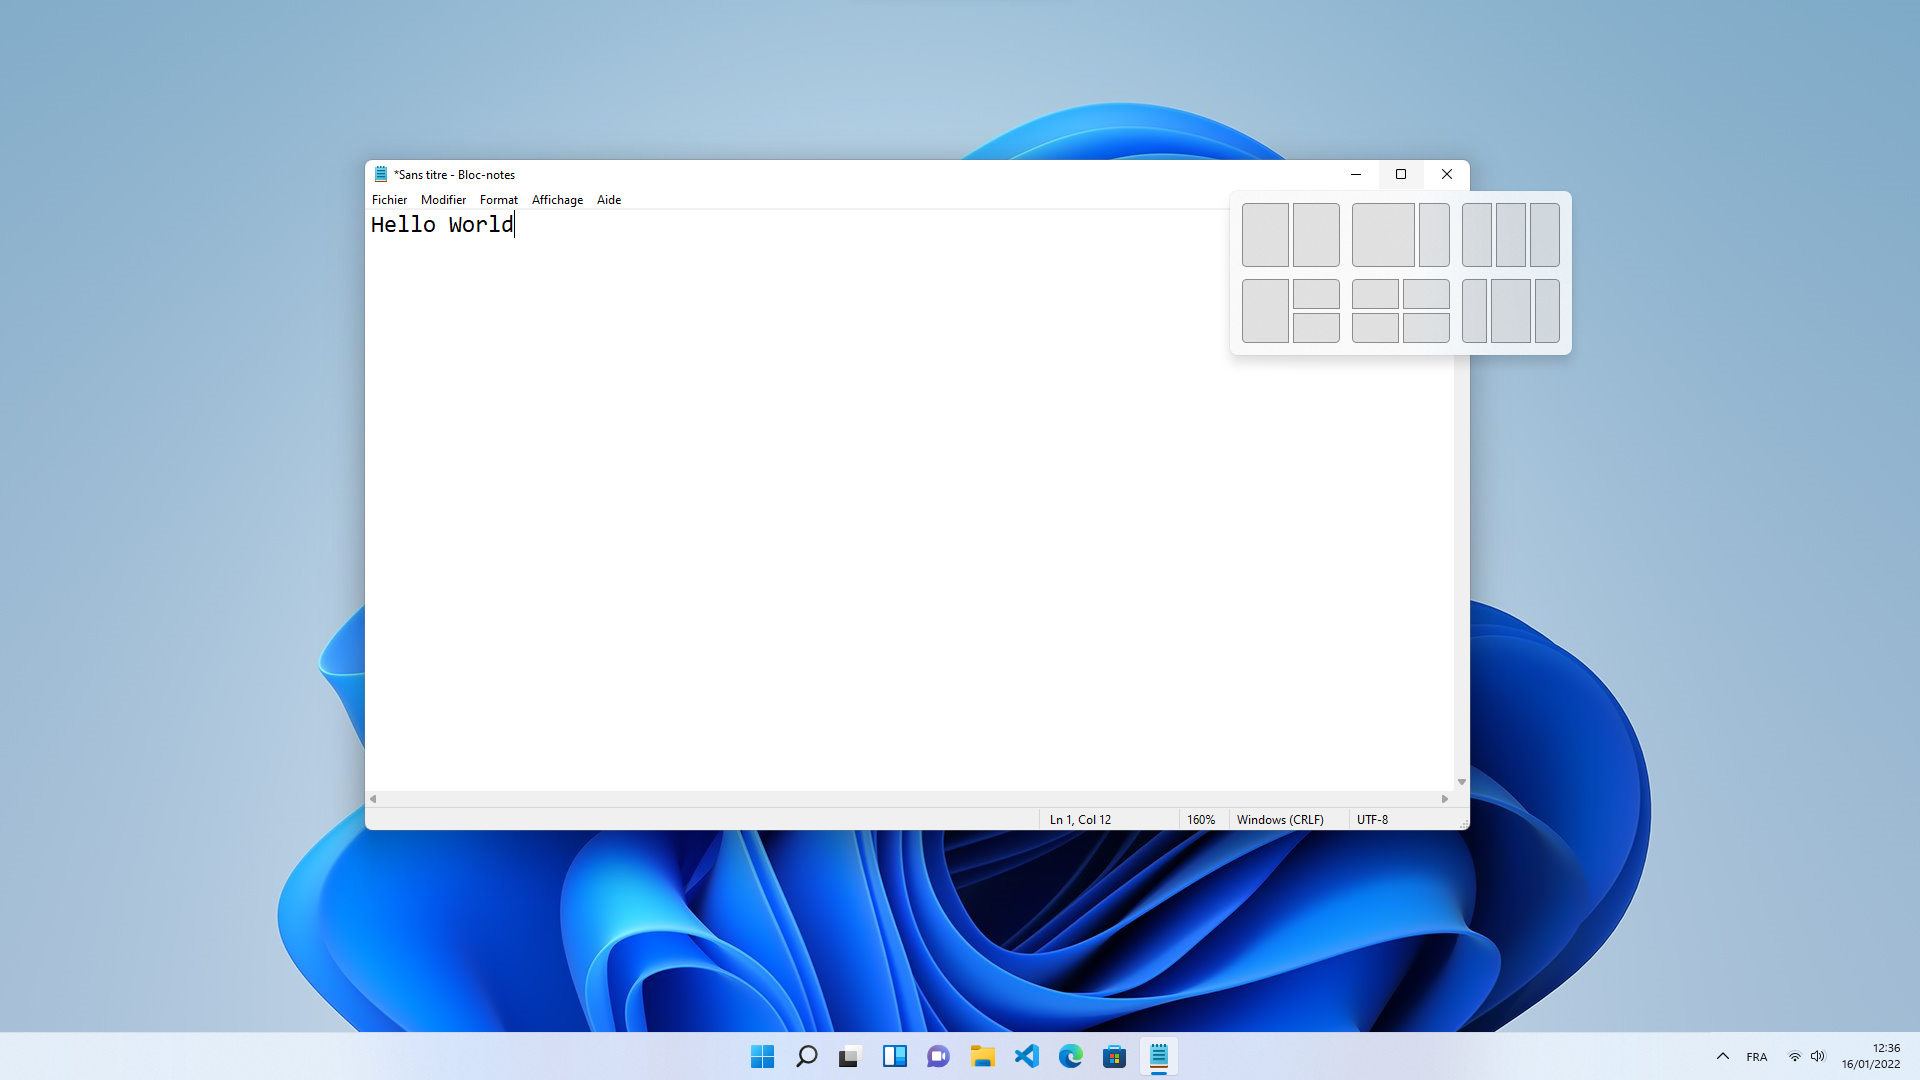 *Sans titre - Bloc-notes
Fichier Modifier Format Affichage Aide
Hello World
Ln 1, Col 12 160% Windows (CRLF) UTF-8
FRA
12:36
16/01/2022